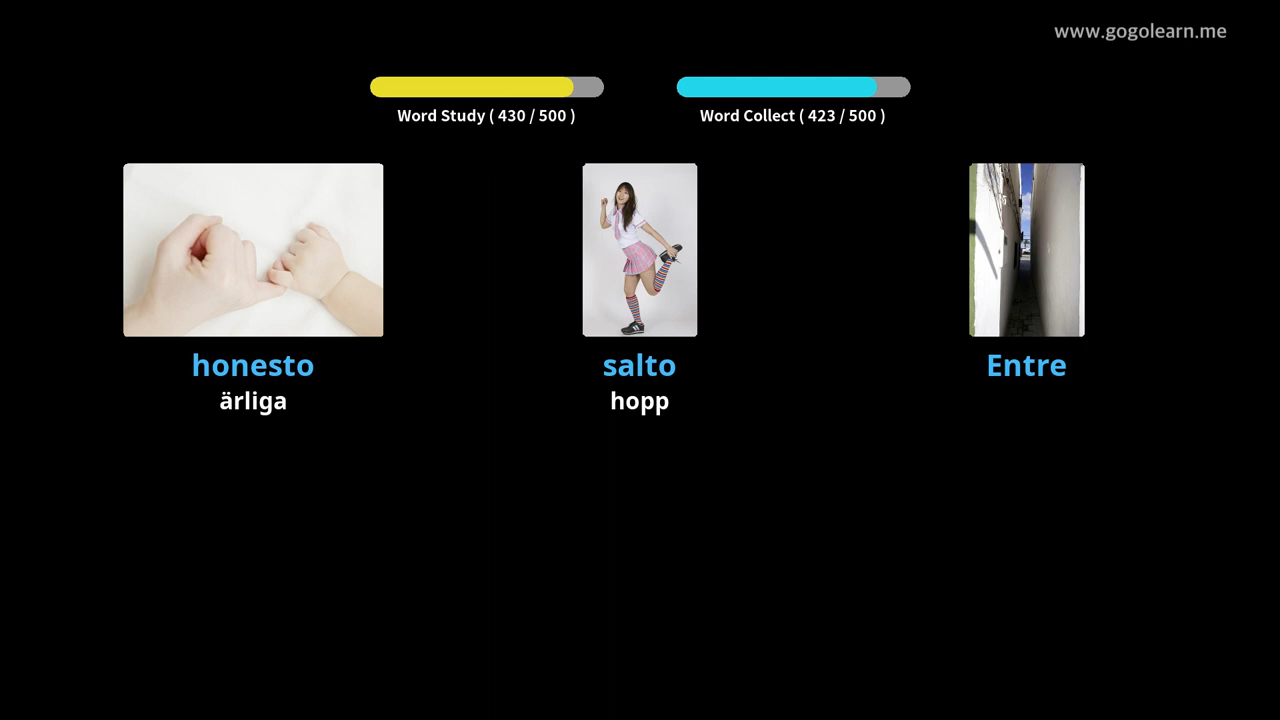 www.gogolearn.me
Word Study ( 430 / 500 )
Word Collect ( 423 / 500 )
honesto
ärliga
salto
hopp
Entre